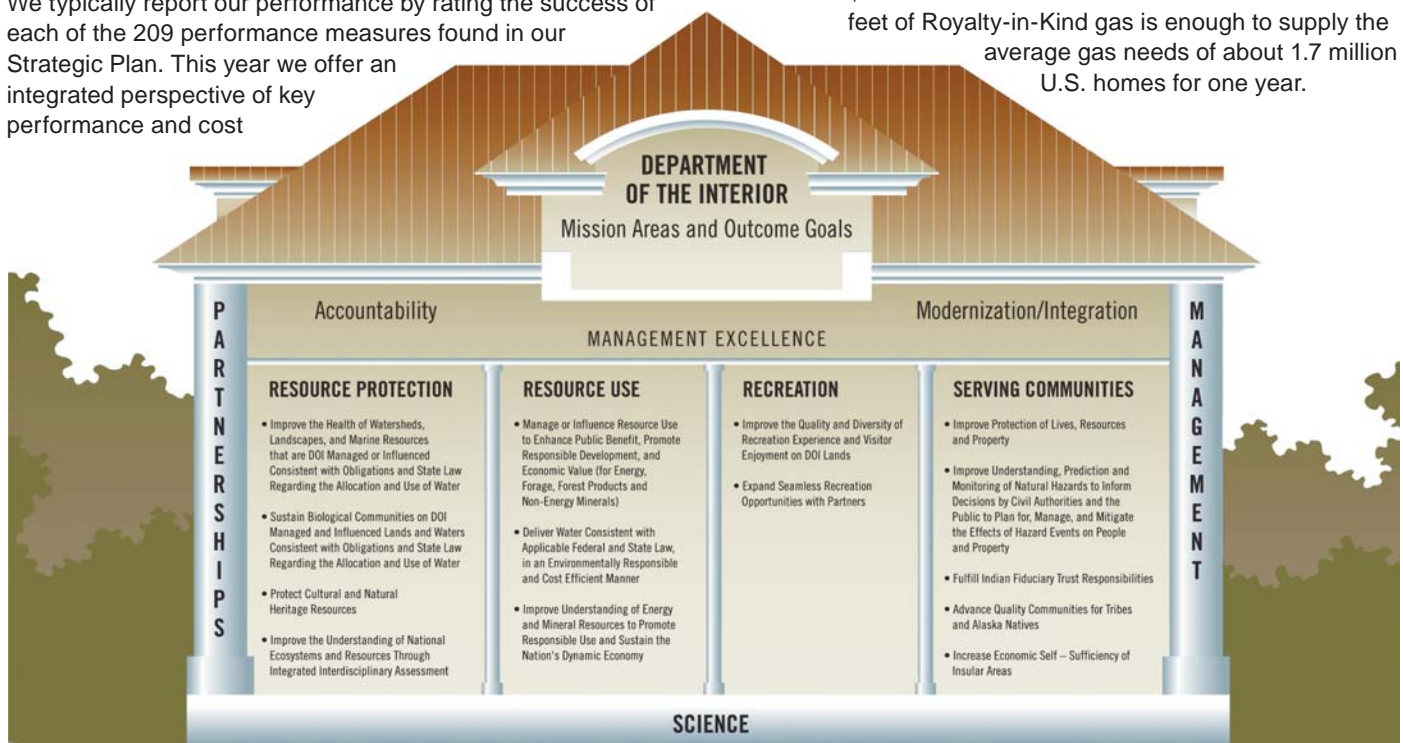 We typically report our performance by rating the success of
each of the 209 performance measures found in our
Strategic Plan. This year we offer an
integrated perspective of key
performance and cost
feet of Royalty-in-Kind gas is enough to supply the
average gas needs of about 1.7 million
U.S. homes for one year.
DEPARTMENT
OF THE INTERIOR
Mission Areas and Outcome Goals
PARTNERSHIPS
Accountability
Modernization/Integration
MANAGEMENT EXCELLENCE
RESOURCE PROTECTION
• Improve the Health of Watersheds,
Landscapes, and Marine Resources
that are DOI Managed or Influenced
Consistent with Obligations and State Law
Regarding the Allocation and Use of Water
• Sustain Biological Communities on DOI
Managed and Influenced Lands and Waters
Consistent with Obligations and State Law
Regarding the Allocation and Use of Water
• Protect Cultural and Natural
Heritage Resources
• Improve the Understanding of National
Ecosystems and Resources Through
Integrated Interdisciplinary Assessment
RESOURCE USE
• Manage or Influence Resource Use
to Enhance Public Benefit, Promote
Responsible Development, and
Economic Value (for Energy,
Forage, Forest Products and
Non-Energy Minerals)
• Deliver Water Consistent with
Applicable Federal and State Law,
in an Environmentally Responsible
and Cost Efficient Manner
• Improve Understanding of Energy
and Mineral Resources to Promote
Responsible Use and Sustain the
Nation's Dynamic Economy
RECREATION
• Improve the Quality and Diversity of
Recreation Experience and Visitor
Enjoyment on DOI Lands
• Expand Seamless Recreation
Opportunities with Partners
SERVING COMMUNITIES
• Improve Protection of Lives, Resources
and Property
• Improve Understanding, Prediction and
Monitoring of Natural Hazards to Inform
Decisions by Civil Authorities and the
Public to Plan for, Manage, and Mitigate
the Effects of Hazard Events on People
and Property
• Fulfill Indian Fiduciary Trust Responsibilities
• Advance Quality Communities for Tribes
and Alaska Natives
• Increase Economic Self – Sufficiency of
Insular Areas
MANAGEMENT
SCIENCE